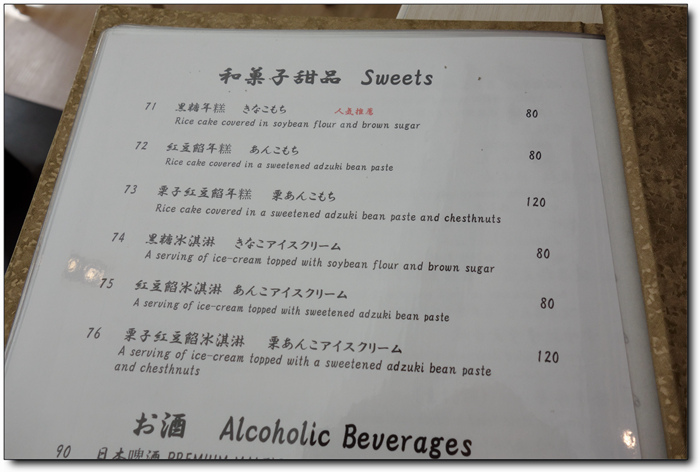 和菓子甜品 Sweets
71 黑糖年糕 きなこもち 人氣推薦 80
Rice cake covered in soybean flour and brown sugar
72 紅豆餡年糕 あんこもち 80
Rice cake covered in a sweetened adzuki bean paste
73 栗子紅豆餡年糕 栗あんこもち 120
Rice cake covered in a sweetened adzuki bean paste and chesthnuts
74 黑糖冰淇淋 きなこアイスクリーム 80
A serving of ice-cream topped with soybean flour and brown sugar
75 紅豆餡冰淇淋 あんこアイスクリーム 80
A serving of ice-cream topped with sweetened adzuki bean paste
76 栗子紅豆餡冰淇淋 栗あんこアイスクリーム 120
A serving of ice-cream topped with a sweetened adzuki bean paste
and chesthnuts
お酒 Alcoholic Beverages
90 日本啤酒 PREMIUM